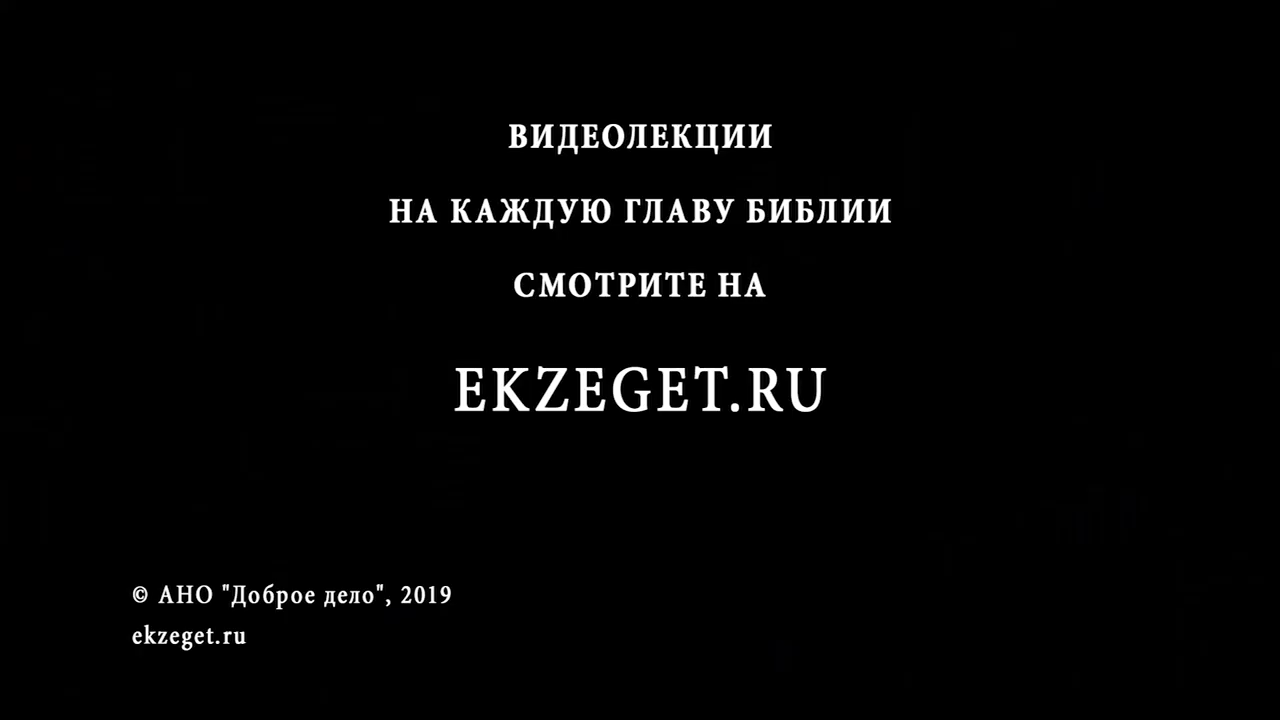 ВИДЕОЛЕКЦИИ
НА КАЖДУЮ ГЛАВУ БИБЛИИ
СМОТРИТЕ НА
EKZEGET.RU
© АНО "Доброе дело", 2019
ekzeget.ru